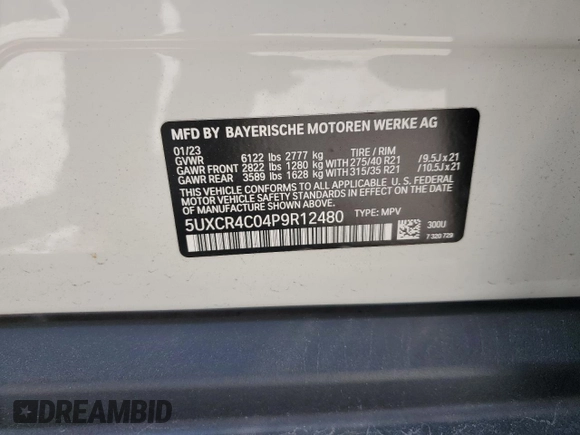 MFD BY BAYERISCHE MOTOREN WERKE AG
01/23 TIRE / RIM
GVWR 6122 lbs 2777 kg
GAWR FRONT 2822 lbs 1280 kg WITH 275/40 R21 / 9.5J x 21
GAWR REAR 3589 lbs 1628 kg WITH 315/35 R21 / 10.5J x 21
THIS VEHICLE CONFORMS TO ALL APPLICABLE U. S. FEDERAL
MOTOR VEHICLE SAFETY STANDARDS IN EFFECT
ON THE DATE OF MANUFACTURE SHOWN ABOVE.
5UXCR4C04P9R12480 TYPE: MPV
300U
7 320 729
DREAMBID